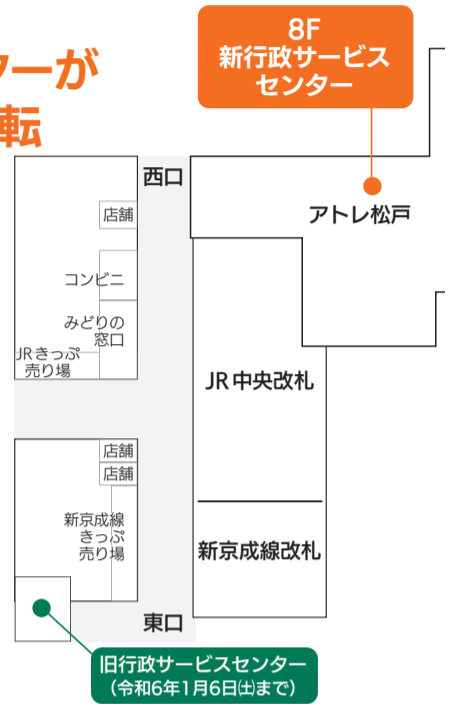 ターが
転
8F
新行政サービス
センター
西口
アトレ松戸
店舗
コンビニ
みどりの
窓口
JRきっぷ
売り場
JR中央改札
店舗
店舗
新京成線
きっぷ
売り場
新京成線改札
東口
旧行政サービスセンター
（令和6年1月6日㈯まで）